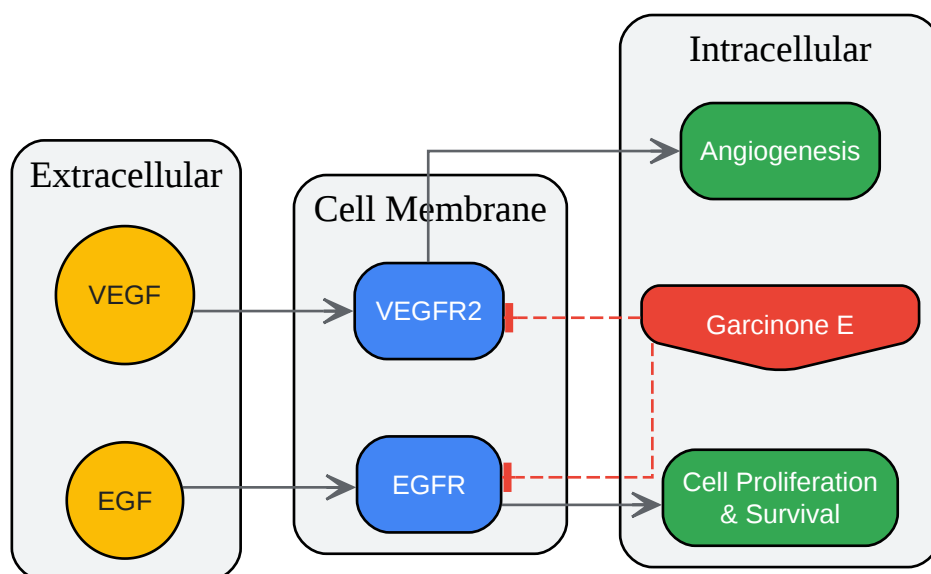 Extracellular
VEGF
EGF
Cell Membrane
VEGFR2
EGFR
Intracellular
Angiogenesis
Garcinone E
Cell Proliferation
& Survival